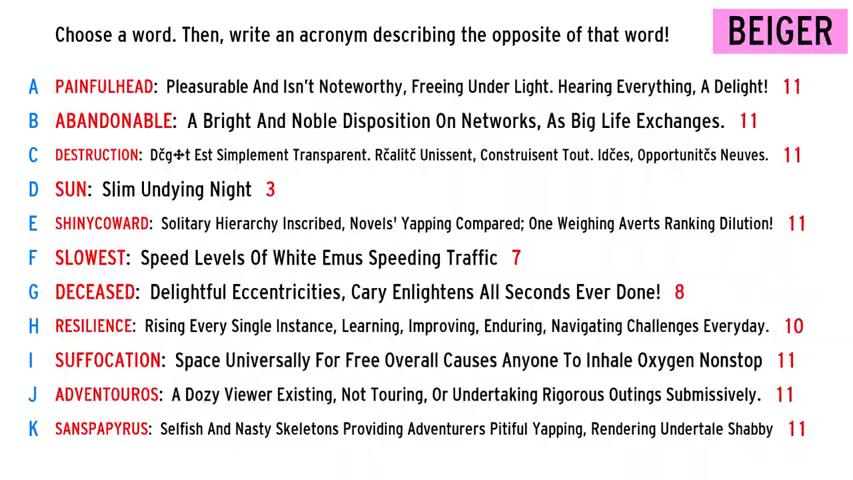 Choose a word. Then, write an acronym describing the opposite of that word!
BEIGER
A PAINFULHEAD: Pleasurable And Isn't Noteworthy, Freeing Under Light. Hearing Everything, A Delight! 11
B ABANDONABLE: A Bright And Noble Disposition On Networks, As Big Life Exchanges. 11
C DESTRUCTION: Dčg✢t Est Simplement Transparent. Rčalitč Unissent, Construisent Tout. Idčes, Opportunitčs Neuves. 11
D SUN: Slim Undying Night 3
E SHINYCOWARD: Solitary Hierarchy Inscribed, Novels' Yapping Compared; One Weighing Averts Ranking Dilution! 11
F SLOWEST: Speed Levels Of White Emus Speeding Traffic 7
G DECEASED: Delightful Eccentricities, Cary Enlightens All Seconds Ever Done! 8
H RESILIENCE: Rising Every Single Instance, Learning, Improving, Enduring, Navigating Challenges Everyday. 10
I SUFFOCATION: Space Universally For Free Overall Causes Anyone To Inhale Oxygen Nonstop 11
J ADVENTOUROS: A Dozy Viewer Existing, Not Touring, Or Undertaking Rigorous Outings Submissively. 11
K SANSPAPYRUS: Selfish And Nasty Skeletons Providing Adventurers Pitiful Yapping, Rendering Undertale Shabby 11